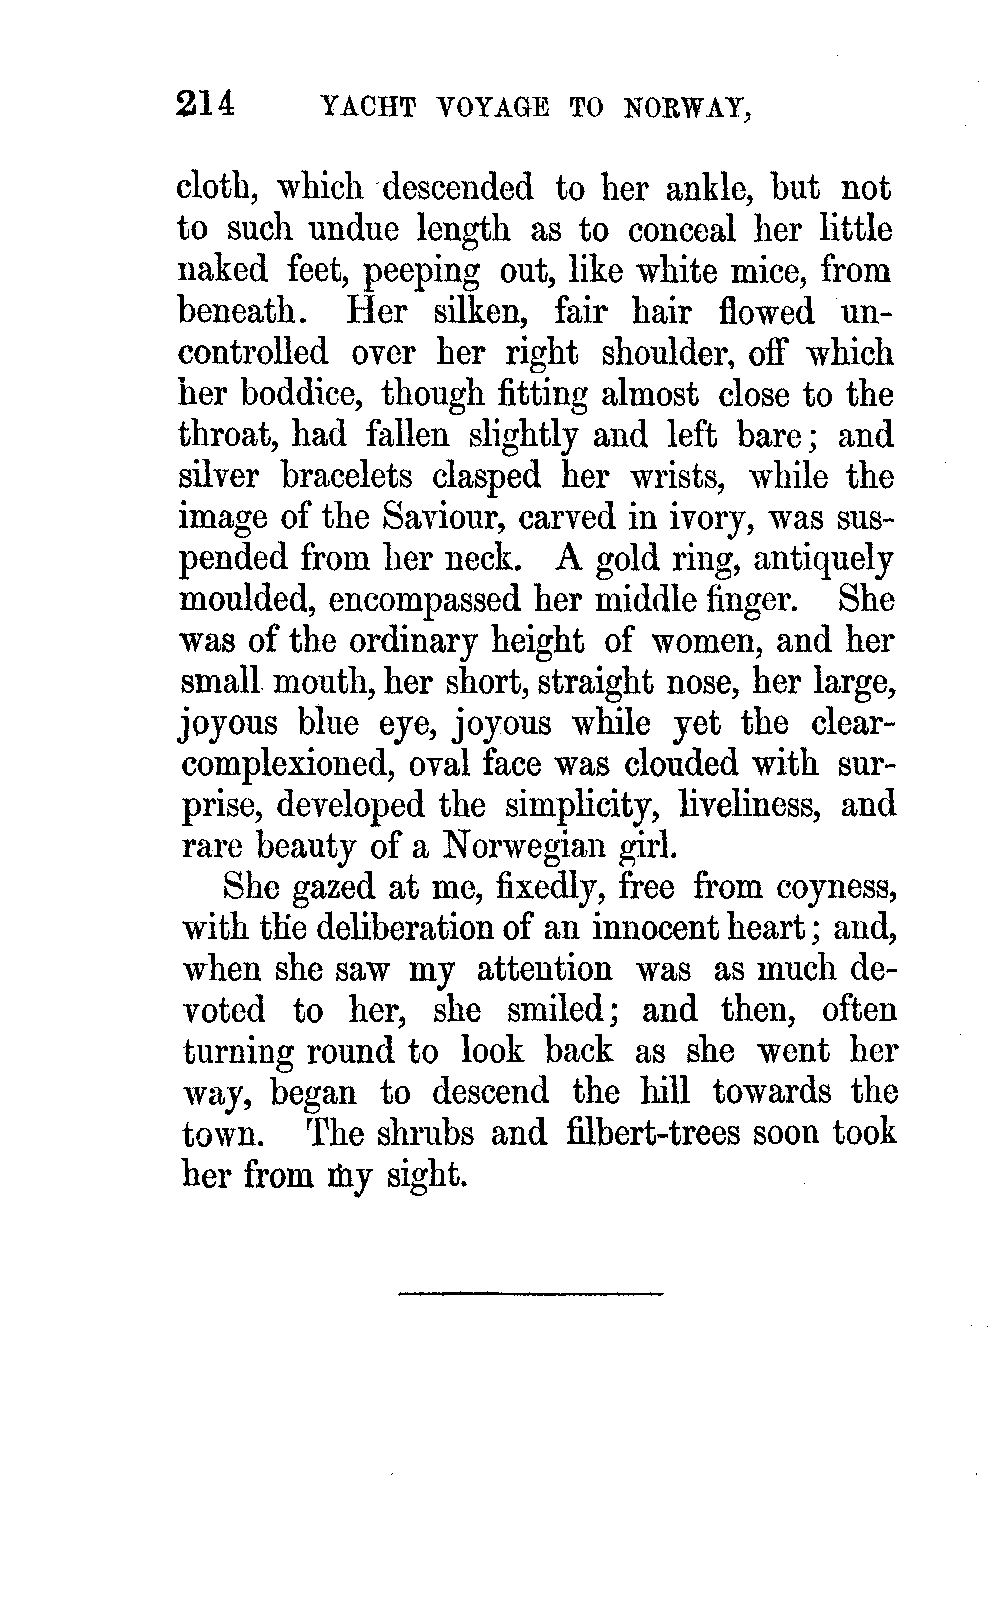 214 YACHT VOYAGE TO NORWAY,
cloth, which descended to her ankle, but not
to such undue length as to conceal her little
naked feet, peeping out, like white mice, from
beneath. Her silken, fair hair flowed un-
controlled over her right shoulder, off which
her boddice, though fitting almost close to the
throat, had fallen slightly and left bare; and
silver bracelets clasped her wrists, while the
image of the Saviour, carved in ivory, was sus-
pended from her neck. A gold ring, antiquely
moulded, encompassed her middle finger. She
was of the ordinary height of women, and her
small mouth, her short, straight nose, her large,
joyous blue eye, joyous while yet the clear-
complexioned, oval face was clouded with sur-
prise, developed the simplicity, liveliness, and
rare beauty of a Norwegian girl.
She gazed at me, fixedly, free from coyness,
with the deliberation of an innocent heart; and,
when she saw my attention was as much de-
voted to her, she smiled; and then, often
turning round to look back as she went her
way, began to descend the hill towards the
town. The shrubs and filbert-trees soon took
her from my sight.